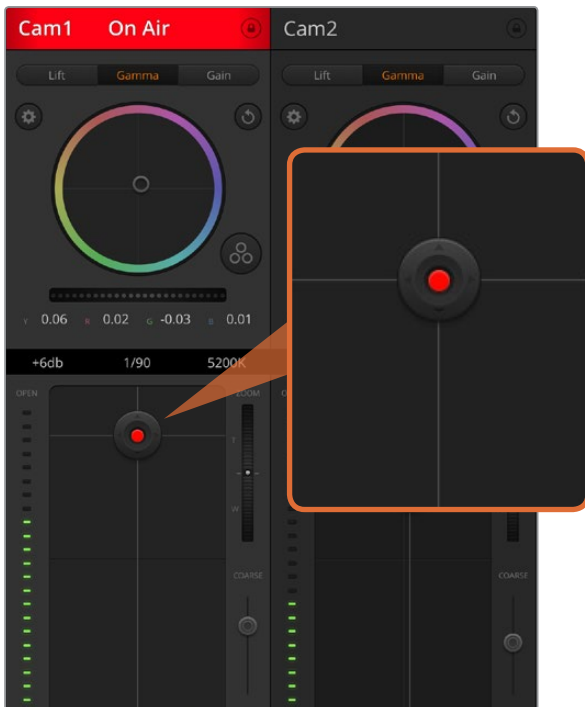 Cam1 On Air
Cam2
Lift Gamma Gain
Lift Gamma Gain
Y 0.06 R 0.02 G -0.03 B 0.01
+6db 1/90 5200K
OPEN
ZOOM
T
W
COARSE
COARSE